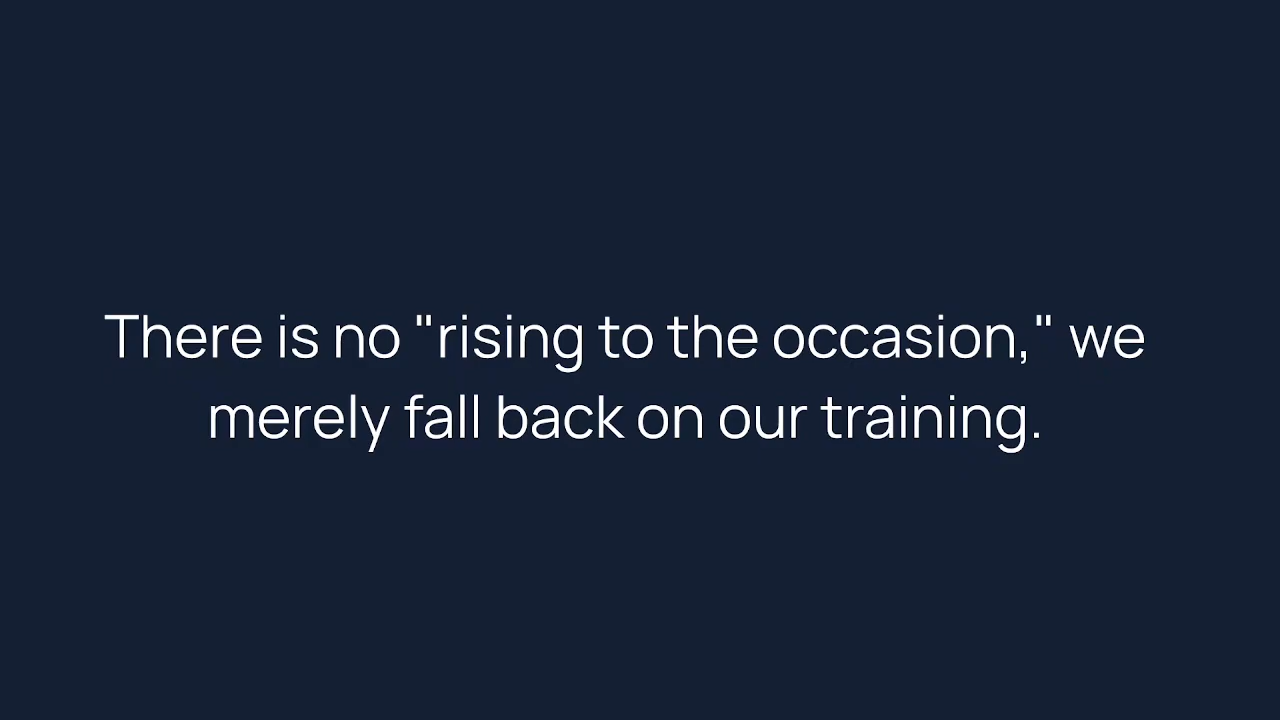 There is no "rising to the occasion," we
merely fall back on our training.